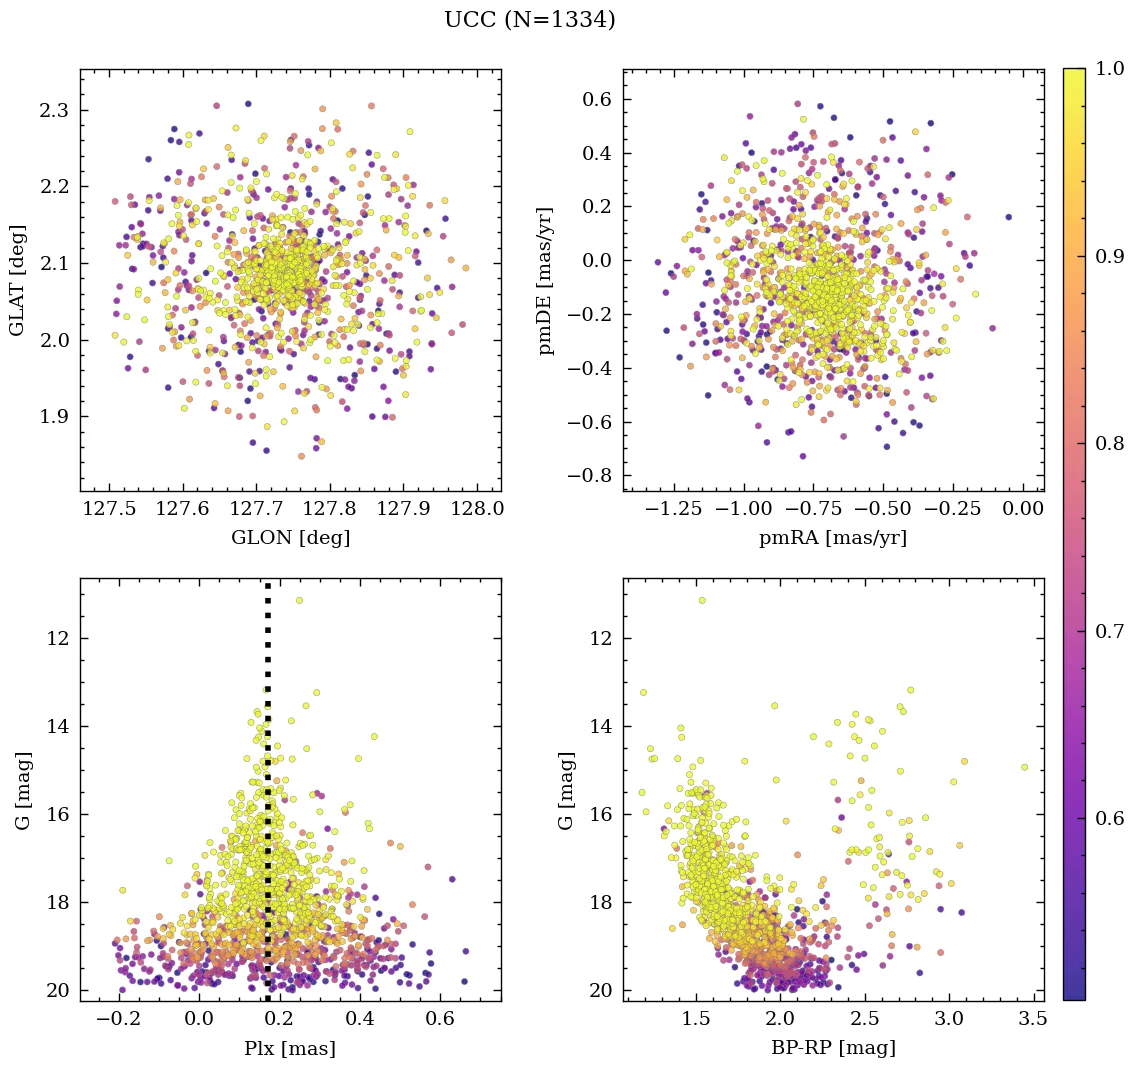 UCC (N=1334)
2.3
2.2
2.1
2.0
1.9
GLAT [deg]
127.5 127.6 127.7 127.8 127.9 128.0
GLON [deg]
0.6
0.4
0.2
0.0
−0.2
−0.4
−0.6
−0.8
pmDE [mas/yr]
−1.25 −1.00 −0.75 −0.50 −0.25 0.00
pmRA [mas/yr]
1.0
0.9
0.8
0.7
0.6
12
14
16
18
20
G [mag]
−0.2 0.0 0.2 0.4 0.6
Plx [mas]
12
14
16
18
20
G [mag]
1.5 2.0 2.5 3.0 3.5
BP-RP [mag]